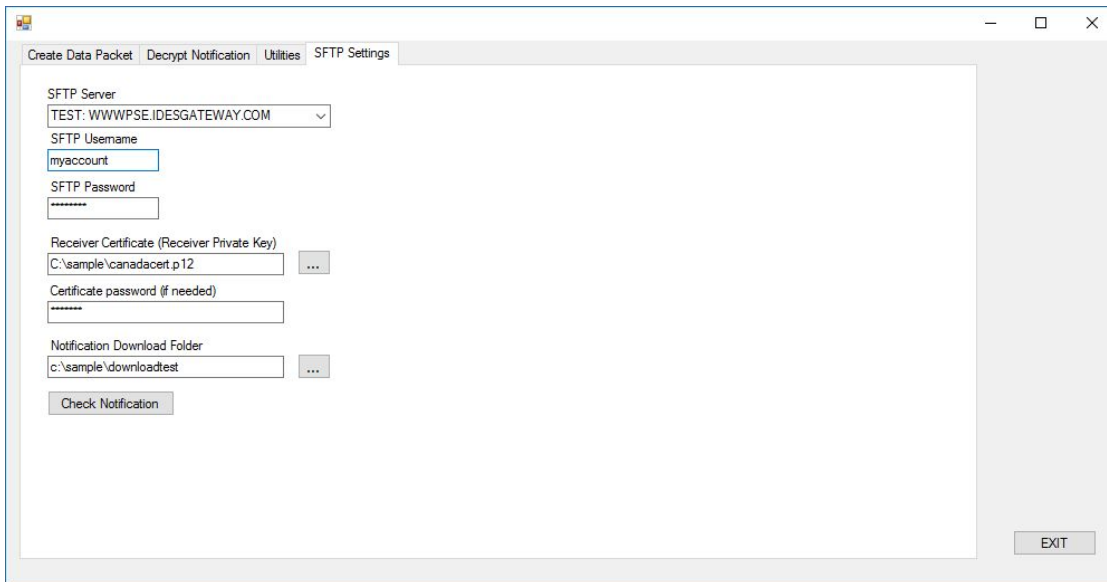 Create Data Packet Decrypt Notification Utilities SFTP Settings
SFTP Server
TEST: WWWPSE.IDESGATEWAY.COM
SFTP Username
myaccount
SFTP Password
********
Receiver Certificate (Receiver Private Key)
C:\sample\canadacert.p12
...
Certificate password (if needed)
*******
Notification Download Folder
c:\sample\downloadtest
...
Check Notification
EXIT